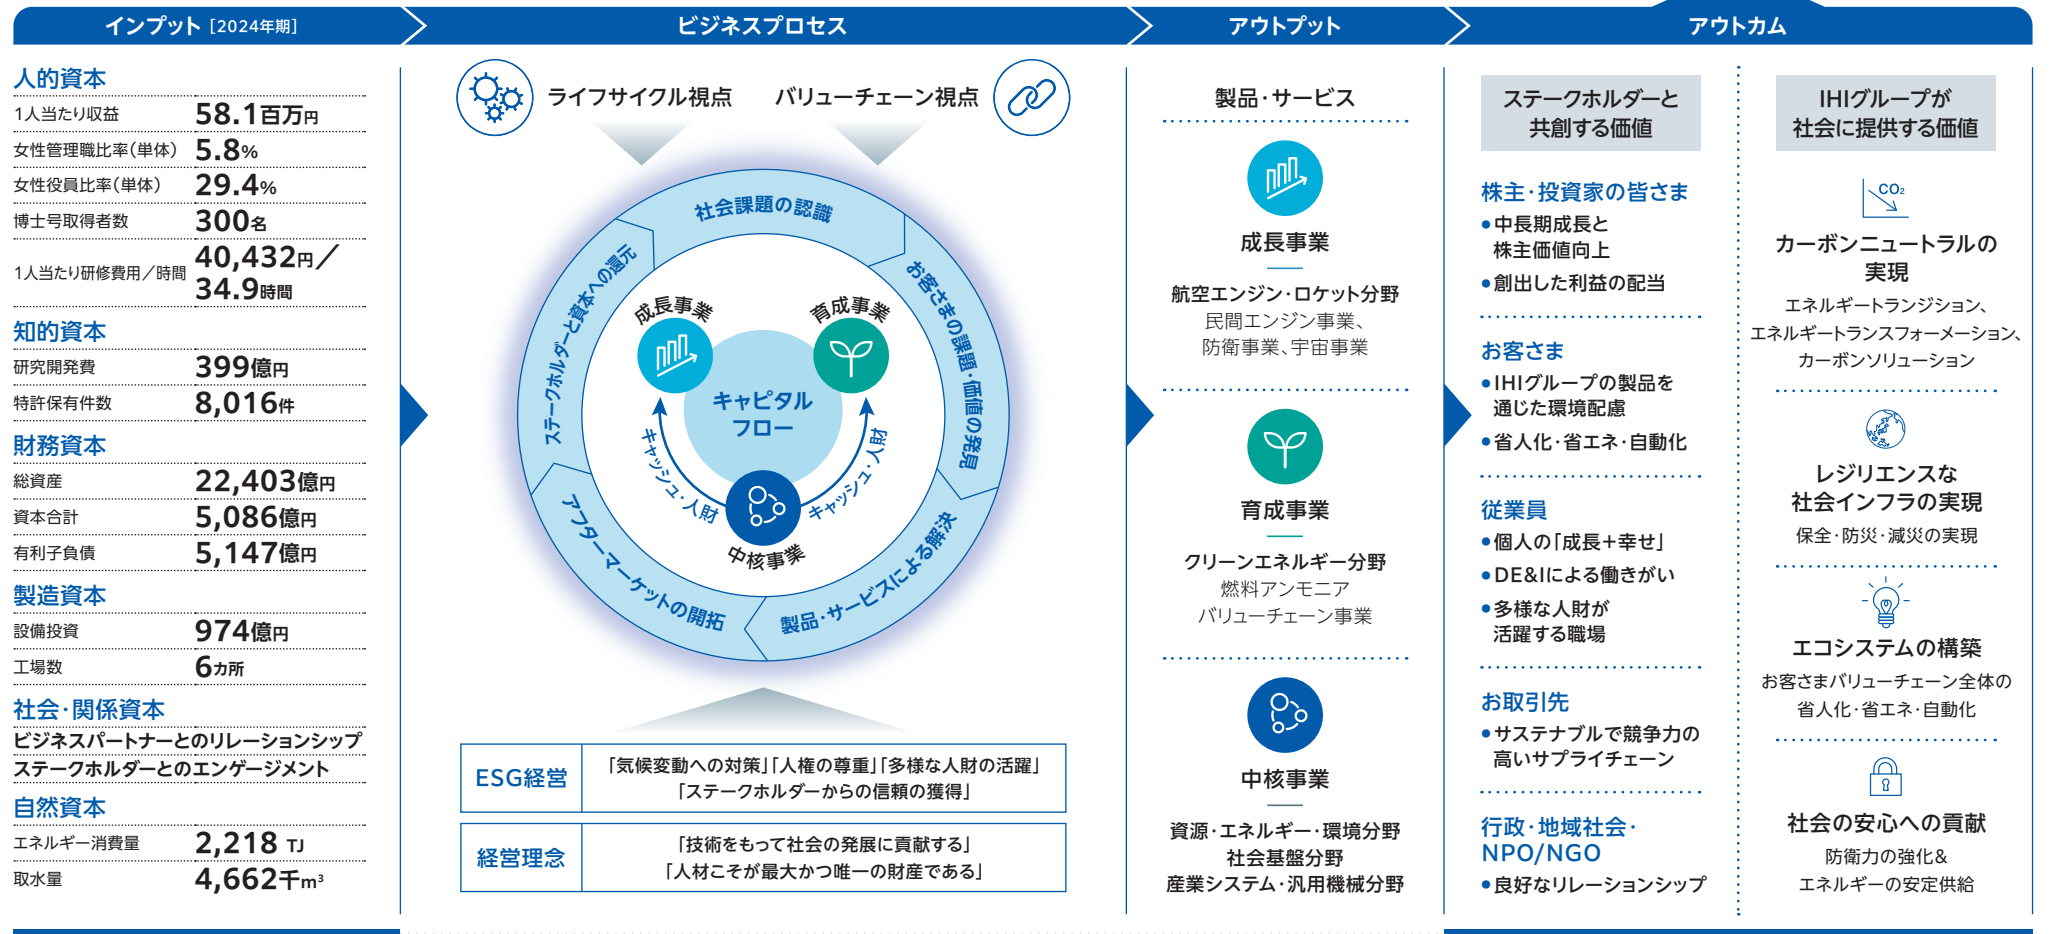 インプット［2024年期］
ビジネスプロセス
アウトプット
アウトカム
人的資本
1人当たり収益 58.1百万円
女性管理職比率（単体） 5.8%
女性役員比率（単体） 29.4%
博士号取得者数 300名
1人当たり研修費用／時間 40,432円／
34.9時間
知的資本
研究開発費 399億円
特許保有件数 8,016件
財務資本
総資産 22,403億円
資本合計 5,086億円
有利子負債 5,147億円
製造資本
設備投資 974億円
工場数 6カ所
社会・関係資本
ビジネスパートナーとのリレーションシップ
ステークホルダーとのエンゲージメント
自然資本
エネルギー消費量 2,218 TJ
取水量 4,662千m³
ライフサイクル視点
バリューチェーン視点
社会課題の認識
お客さまの課題・価値の発見
製品・サービスによる解決
アフターマーケットの開拓
ステークホルダーと資本への還元
成長事業
育成事業
キャピタル
フロー
キャッシュ・人財
キャッシュ・人財
中核事業
ESG経営
「気候変動への対策」「人権の尊重」「多様な人財の活躍」
「ステークホルダーからの信頼の獲得」
経営理念
「技術をもって社会の発展に貢献する」
「人材こそが最大かつ唯一の財産である」
製品・サービス
成長事業
航空エンジン・ロケット分野
民間エンジン事業、
防衛事業、宇宙事業
育成事業
クリーンエネルギー分野
燃料アンモニア
バリューチェーン事業
中核事業
資源・エネルギー・環境分野
社会基盤分野
産業システム・汎用機械分野
ステークホルダーと
共創する価値
株主・投資家の皆さま
●中長期成長と
株主価値向上
●創出した利益の配当
お客さま
●IHIグループの製品を
通じた環境配慮
●省人化・省エネ・自動化
従業員
●個人の「成長＋幸せ」
●DE&Iによる働きがい
●多様な人財が
活躍する職場
お取引先
●サステナブルで競争力の
高いサプライチェーン
行政・地域社会・
NPO/NGO
●良好なリレーションシップ
IHIグループが
社会に提供する価値
CO₂
カーボンニュートラルの
実現
エネルギートランジション、
エネルギートランスフォーメーション、
カーボンソリューション
レジリエンスな
社会インフラの実現
保全・防災・減災の実現
エコシステムの構築
お客さまバリューチェーン全体の
省人化・省エネ・自動化
社会の安心への貢献
防衛力の強化&
エネルギーの安定供給